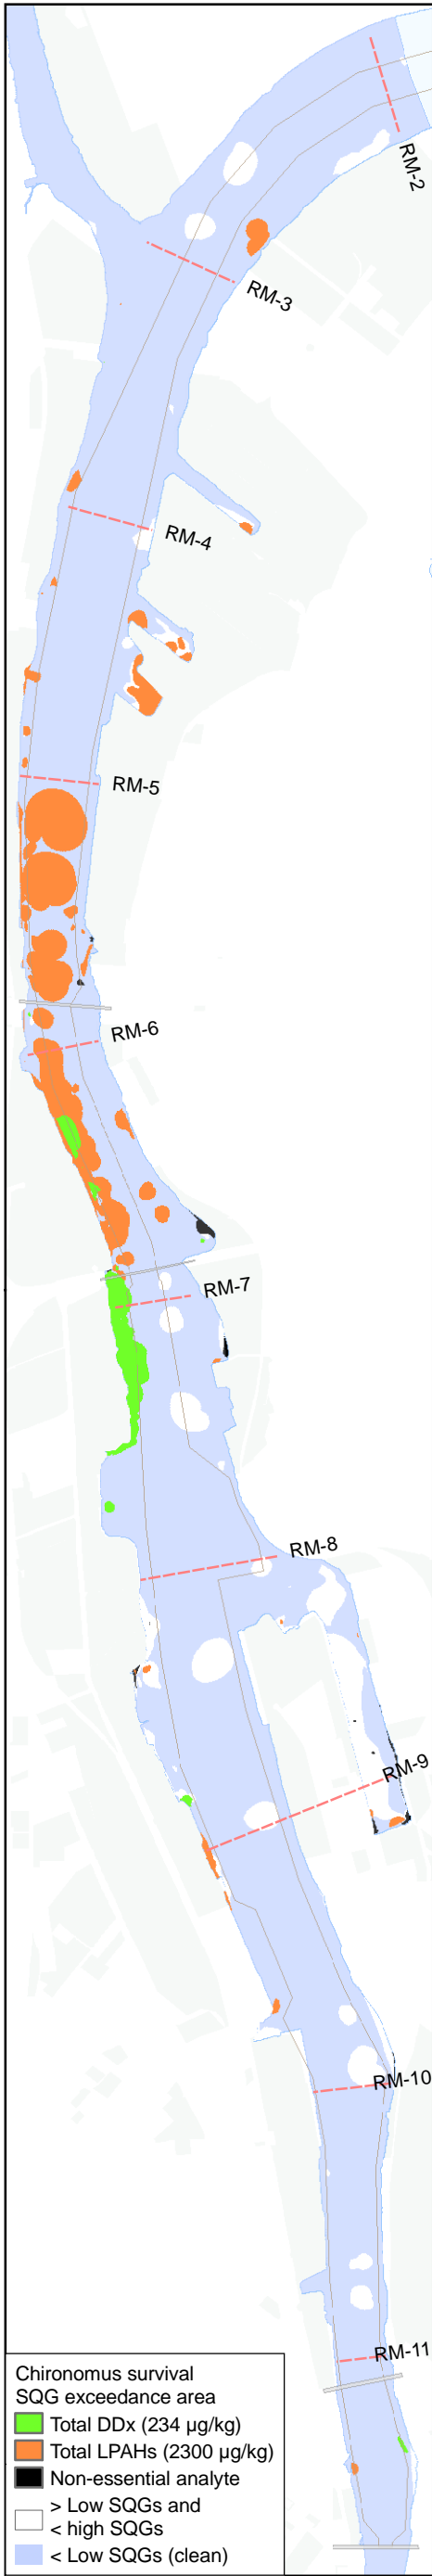 RM-2
RM-3
RM-4
RM-5
RM-6
RM-7
RM-8
RM-9
RM-10
RM-11
Chironomus survival
SQG exceedance area
Total DDx (234 µg/kg)
Total LPAHs (2300 µg/kg)
Non-essential analyte
> Low SQGs and
< high SQGs
< Low SQGs (clean)